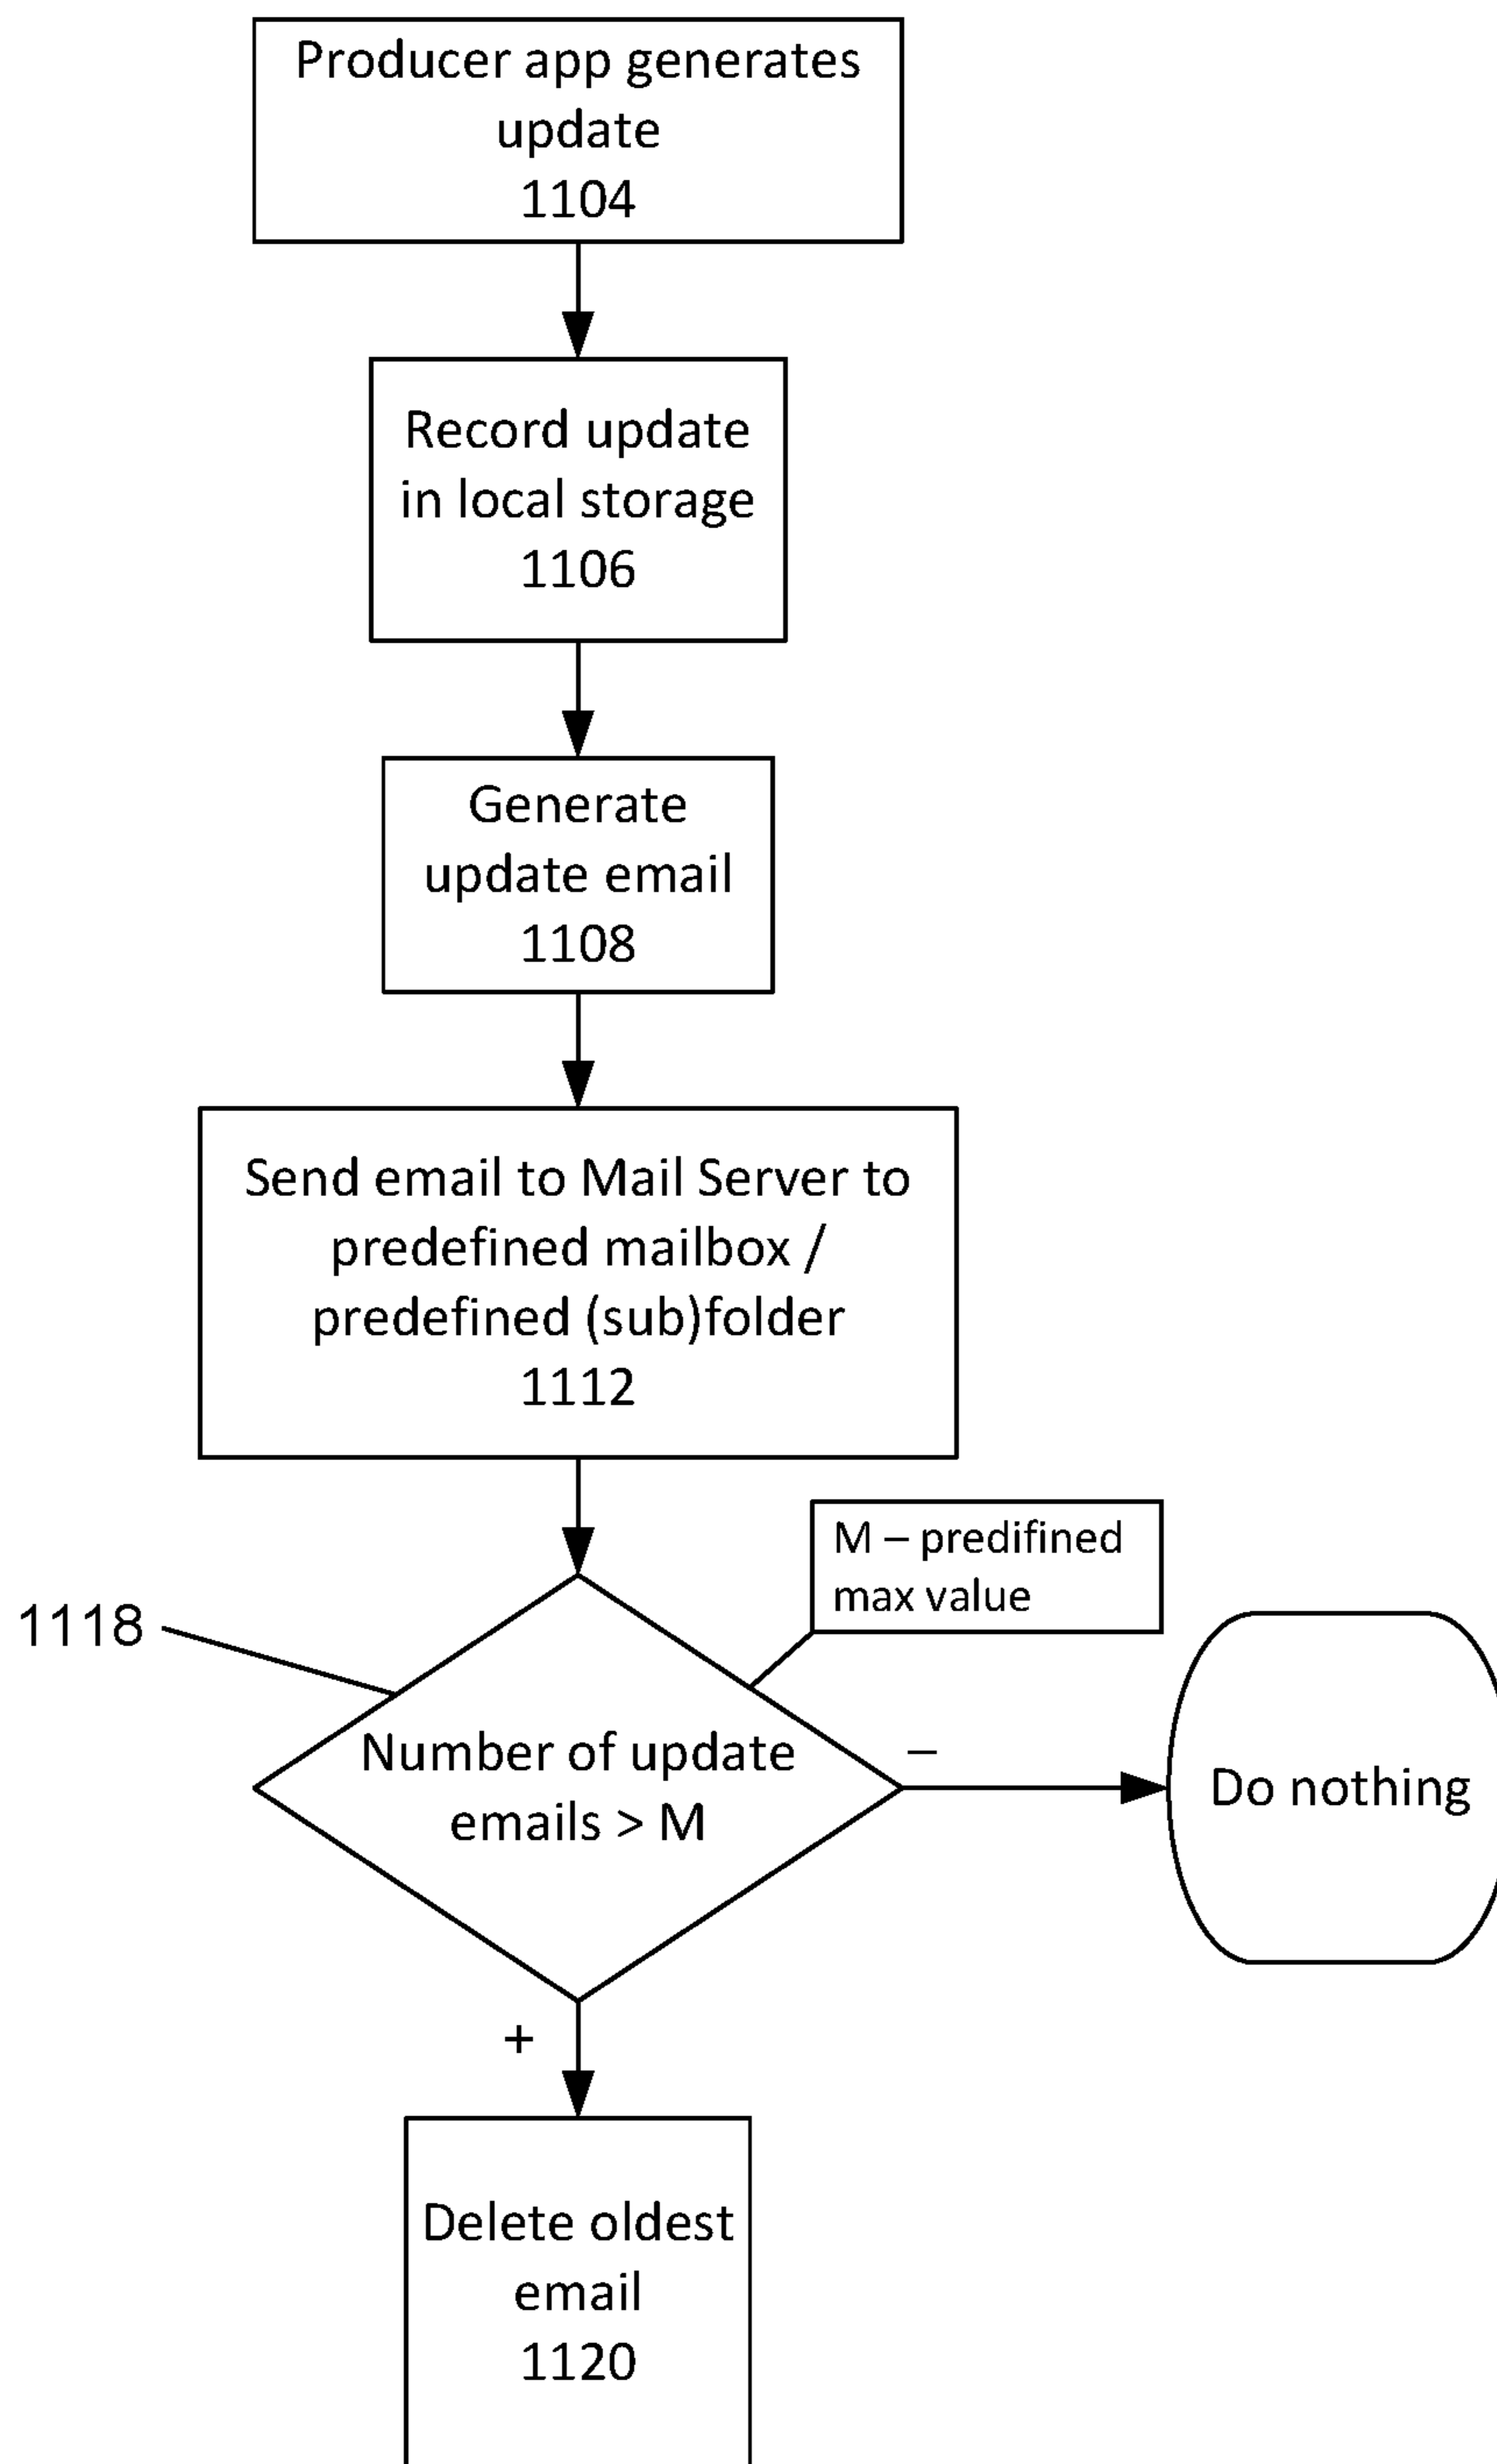 Producer app generates
update
1104
Record update
in local storage
1106
Generate
update email
1108
Send email to Mail Server to
predefined mailbox /
predefined (sub)folder
1112
M – predifined
max value
1118
Number of update
emails > M
–
Do nothing
+
Delete oldest
email
1120